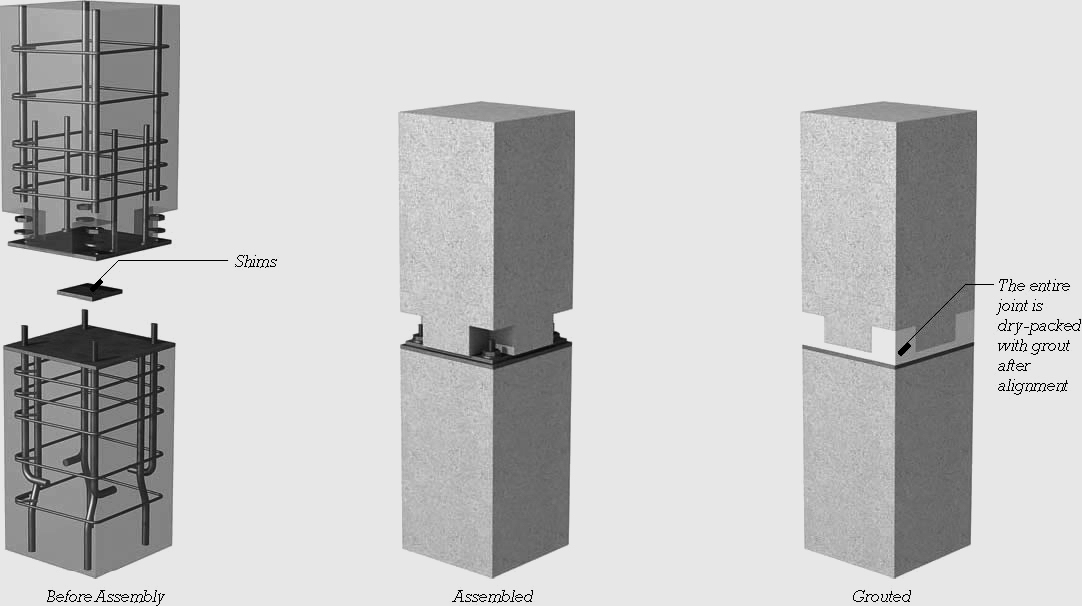 Shims
The entire
joint is
dry-packed
with grout
after
alignment
Before Assembly
Assembled
Grouted